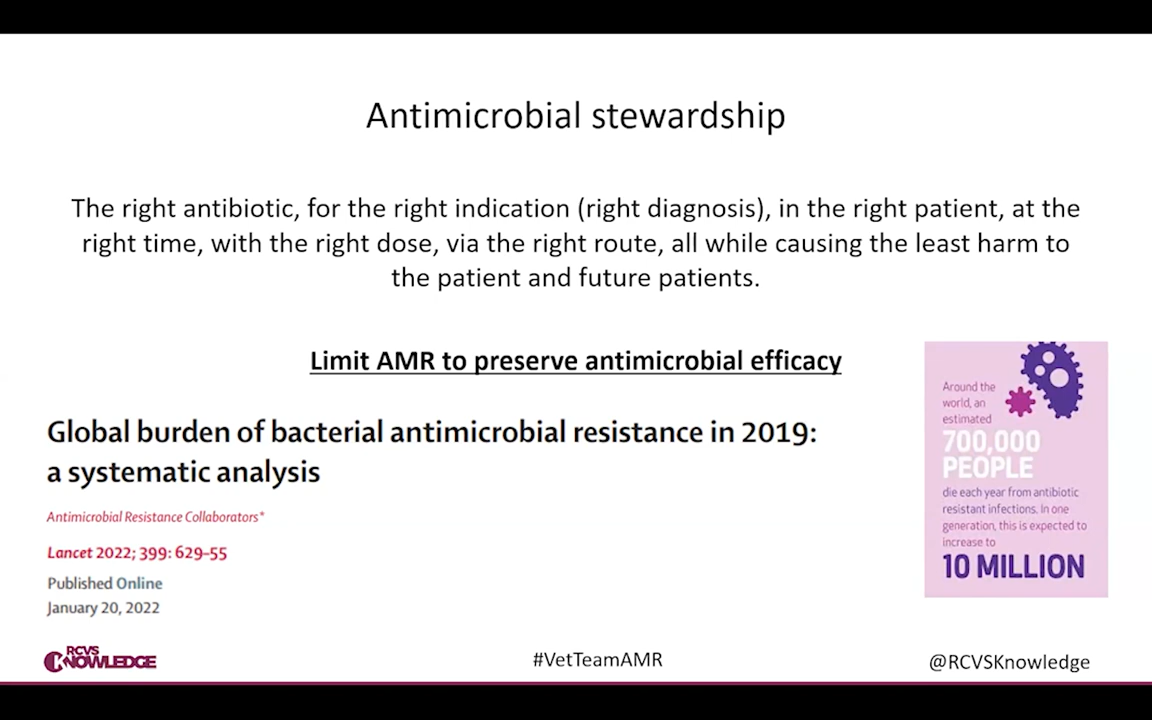 Antimicrobial stewardship
The right antibiotic, for the right indication (right diagnosis), in the right patient, at the
right time, with the right dose, via the right route, all while causing the least harm to
the patient and future patients.
Limit AMR to preserve antimicrobial efficacy
Global burden of bacterial antimicrobial resistance in 2019:
a systematic analysis
Antimicrobial Resistance Collaborators*
Lancet 2022; 399: 629–55
Published Online
January 20, 2022
Around the
world, an
estimated
700,000
PEOPLE
die each year from antibiotic
resistant infections. In one
generation, this is expected to
increase to
10 MILLION
RCVS
KNOWLEDGE
#VetTeamAMR
@RCVSKnowledge